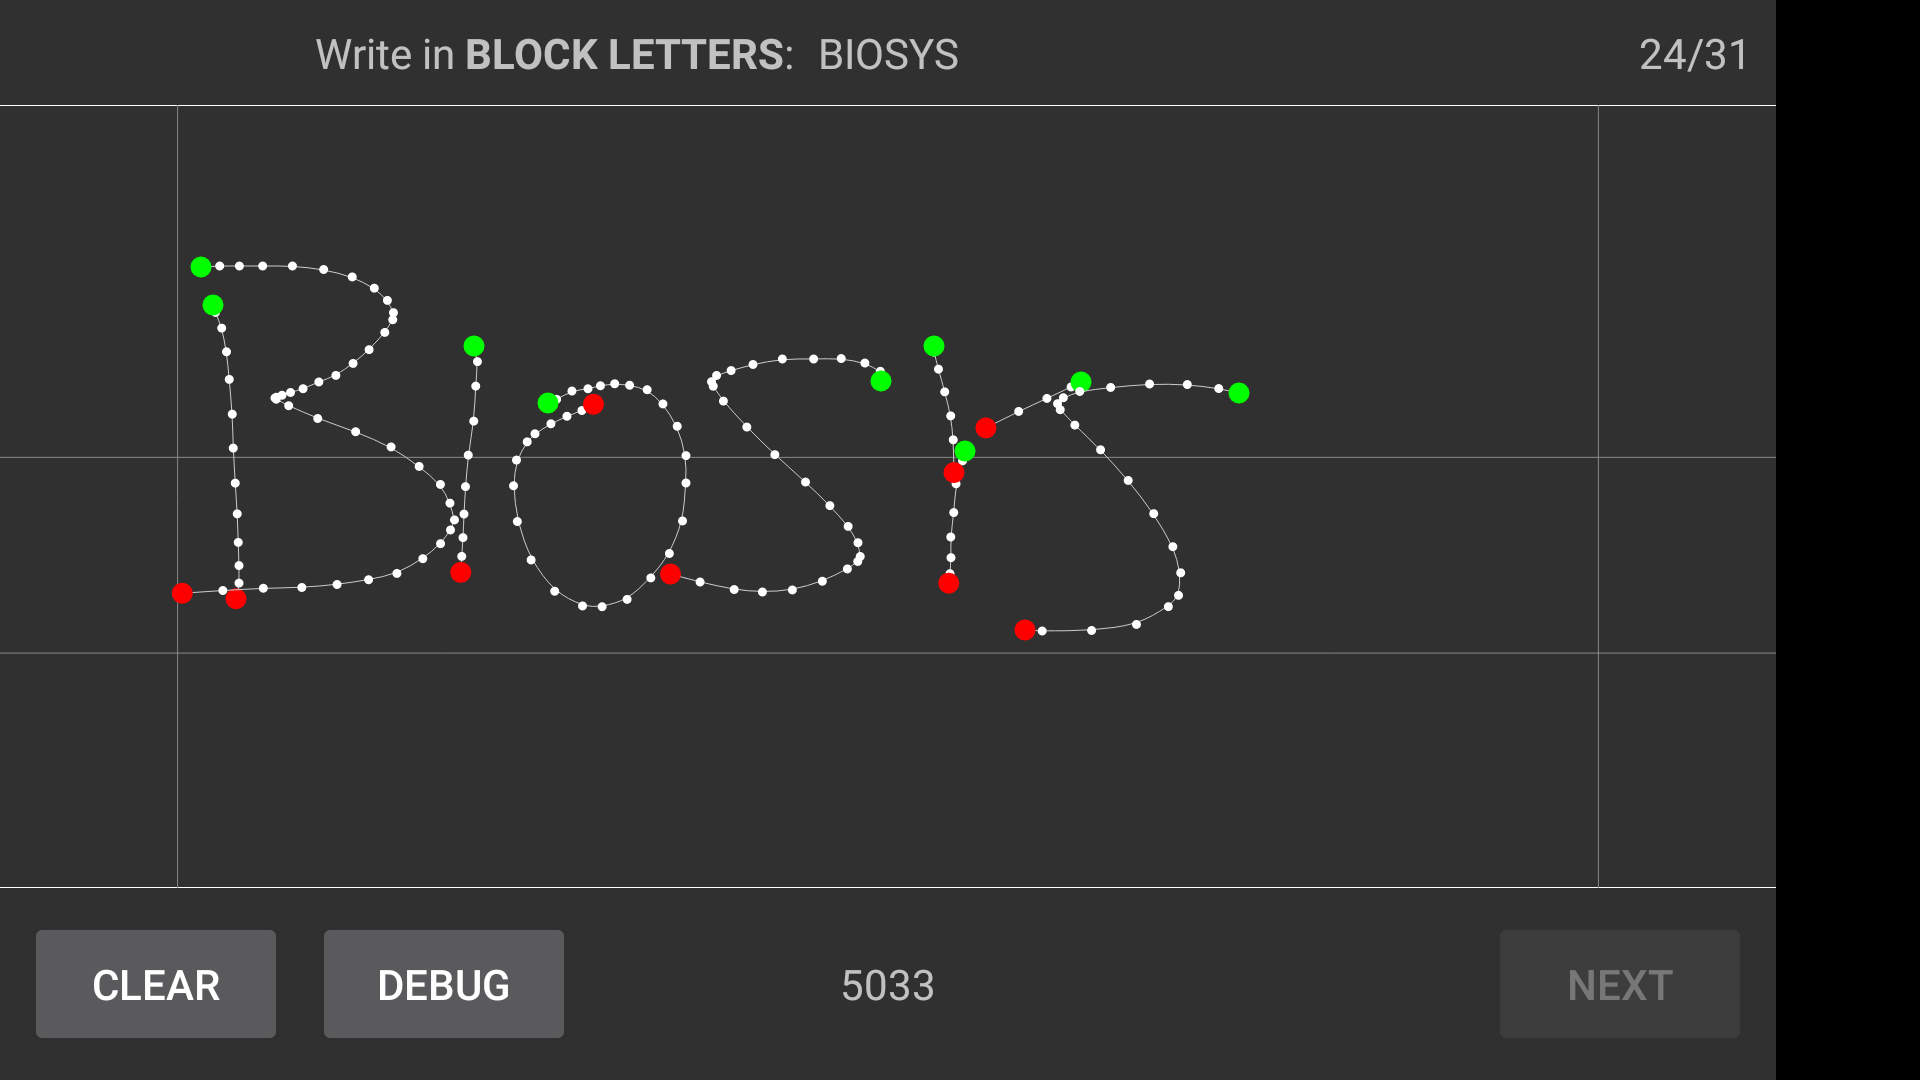 Write in BLOCK LETTERS: BIOSYS
24/31
BIOSYS
CLEAR
DEBUG
5033
NEXT